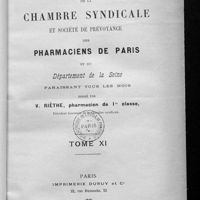 DE LA
CHAMBRE SYNDICALE
ET SOCIÉTÉ DE PRÉVOYANCE
DES
PHARMACIENS DE PARIS
ET DU
Département de la Seine
PARAISSANT TOUS LES MOIS
RÉDIGÉ PAR
V. RIÈTHE, pharmacien de 1re classe,
TOME XI
PARIS
IMPRIMERIE DURUY et Cie